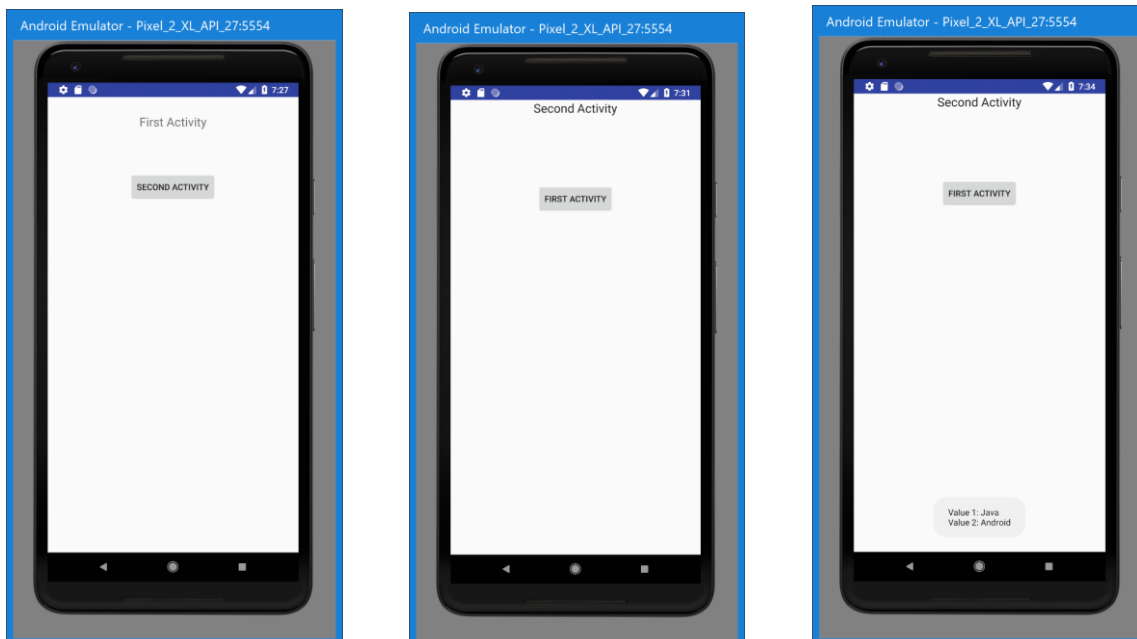 Android Emulator - Pixel_2_XL_API_27:5554
7:27
First Activity
SECOND ACTIVITY
Android Emulator - Pixel_2_XL_API_27:5554
7:31
Second Activity
FIRST ACTIVITY
Android Emulator - Pixel_2_XL_API_27:5554
7:34
Second Activity
FIRST ACTIVITY
Value 1: Java
Value 2: Android